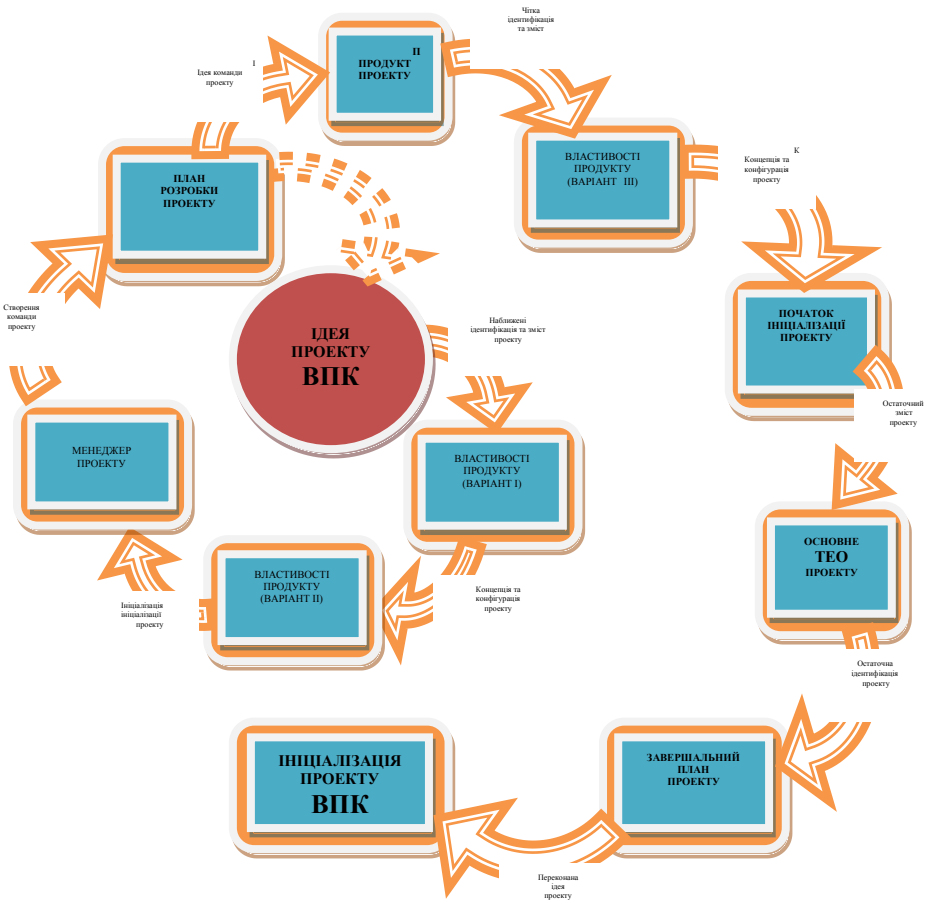 Чітка
ідентифікація
та зміст
П
ПРОДУКТ
ПРОЕКТУ
І
Ідея команди
проекту
ВЛАСТИВОСТІ
ПРОДУКТУ
(ВАРІАНТ ІІІ)
К
Концепція та
конфігурація
проекту
ПЛАН
РОЗРОБКИ
ПРОЕКТУ
Створення
команди
проекту
ІДЕЯ
ПРОЕКТУ
ВПК
Наближені
ідентифікація та зміст
проекту
ПОЧАТОК
ІНІЦІАЛІЗАЦІЇ
ПРОЕКТУ
Остаточний
зміст
проекту
МЕНЕДЖЕР
ПРОЕКТУ
ВЛАСТИВОСТІ
ПРОДУКТУ
(ВАРІАНТ І)
ОСНОВНЕ
ТЕО
ПРОЕКТУ
ВЛАСТИВОСТІ
ПРОДУКТУ
(ВАРІАНТ ІІ)
Концепція та
конфігурація
проекту
Ініціалізація
ініціалізації
проекту
Остаточна
ідентифікація
проекту
ІНІЦІАЛІЗАЦІЯ
ПРОЕКТУ
ВПК
ЗАВЕРШАЛЬНИЙ
ПЛАН
ПРОЕКТУ
Переконана
ідея
проекту